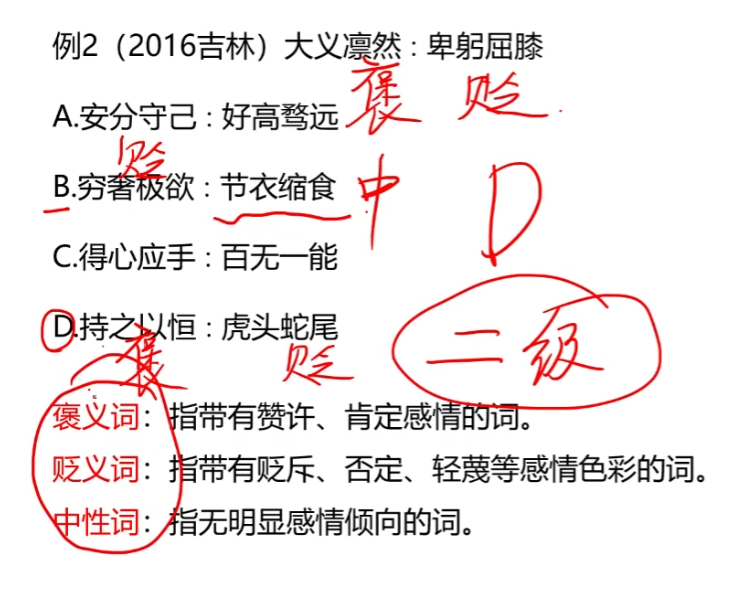 例2（2016吉林）大义凛然：卑躬屈膝
褒 贬
A.安分守己：好高骛远
贬
B.穷奢极欲：节衣缩食 中 D
C.得心应手：百无一能
D.持之以恒：虎头蛇尾
褒 贬 二级
褒义词：指带有赞许、肯定感情的词。
贬义词：指带有贬斥、否定、轻蔑等感情色彩的词。
中性词：指无明显感情倾向的词。